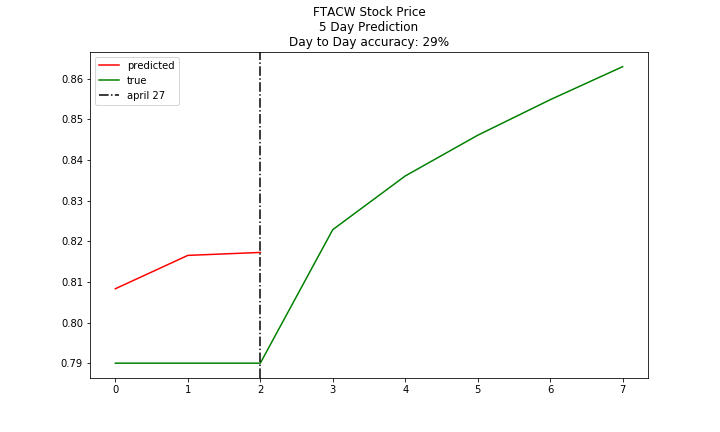 FTACW Stock Price
5 Day Prediction
Day to Day accuracy: 29%
predicted
true
april 27
0.86
0.85
0.84
0.83
0.82
0.81
0.80
0.79
0 1 2 3 4 5 6 7